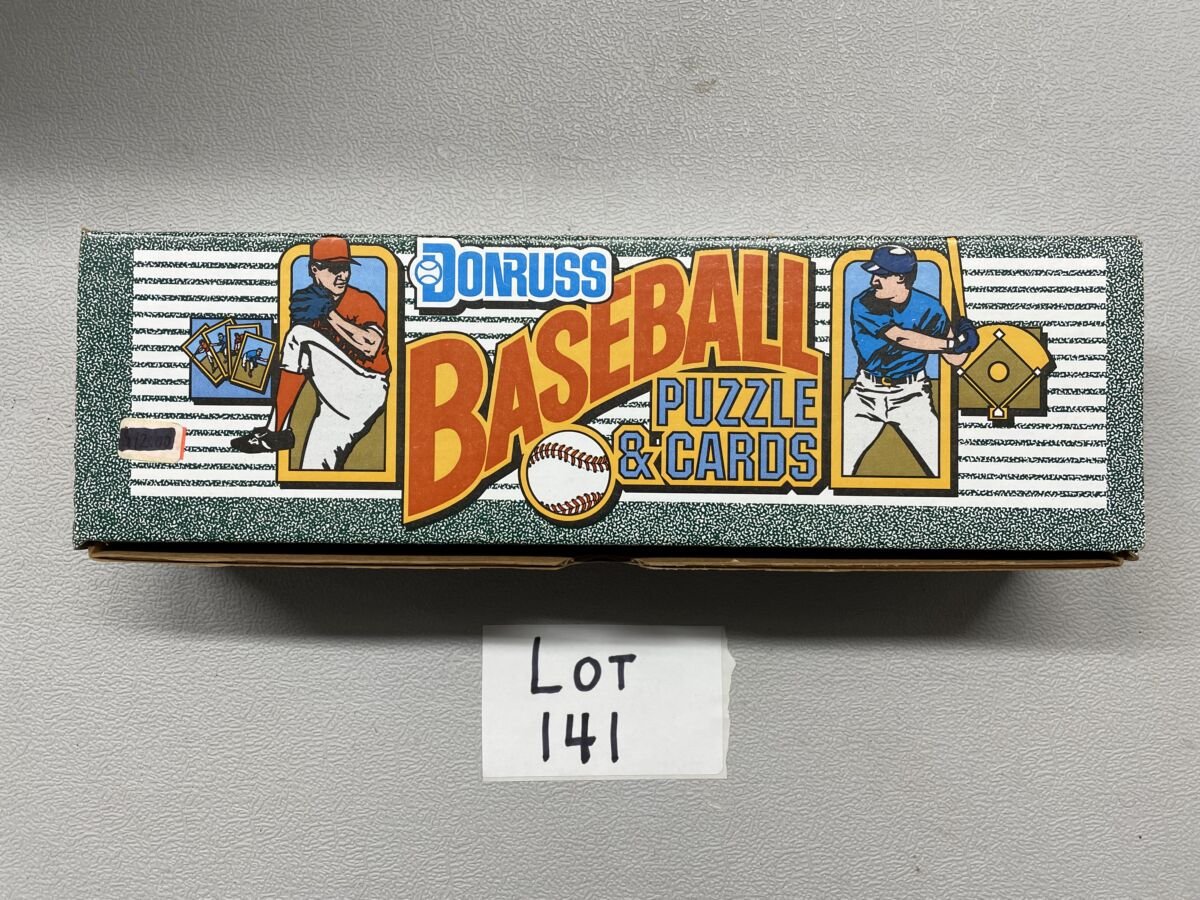 DONRUSS
BASEBALL
PUZZLE
& CARDS
LOT
141